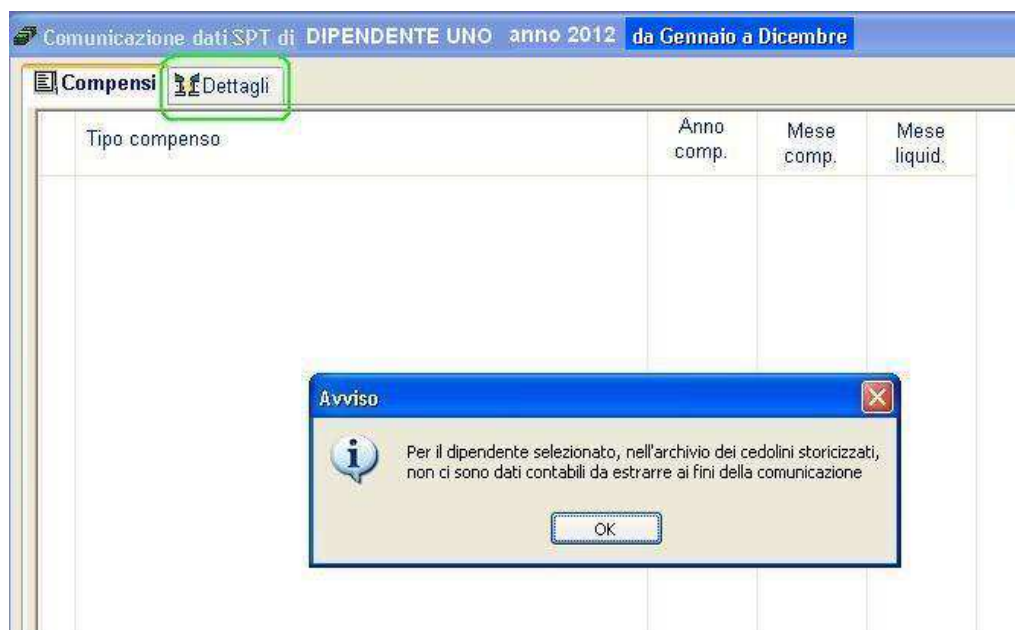 Comunicazione dati SPT di DIPENDENTE UNO anno 2012 da Gennaio a Dicembre
Compensi Dettagli
Tipo compenso Anno comp. Mese comp. Mese liquid.
Avviso
Per il dipendente selezionato, nell'archivio dei cedolini storicizzati,
non ci sono dati contabili da estrarre ai fini della comunicazione
OK